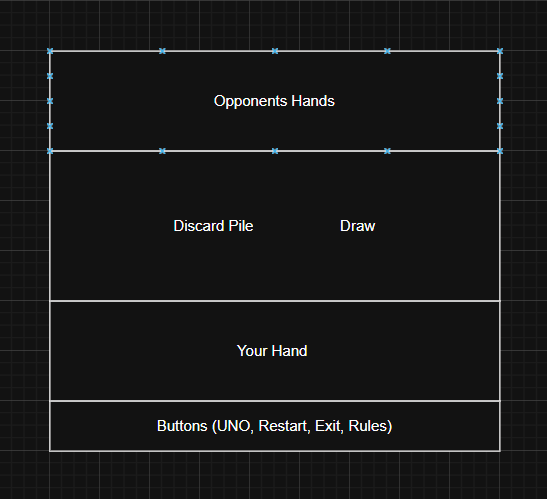 Opponents Hands
Discard Pile
Draw
Your Hand
Buttons (UNO, Restart, Exit, Rules)